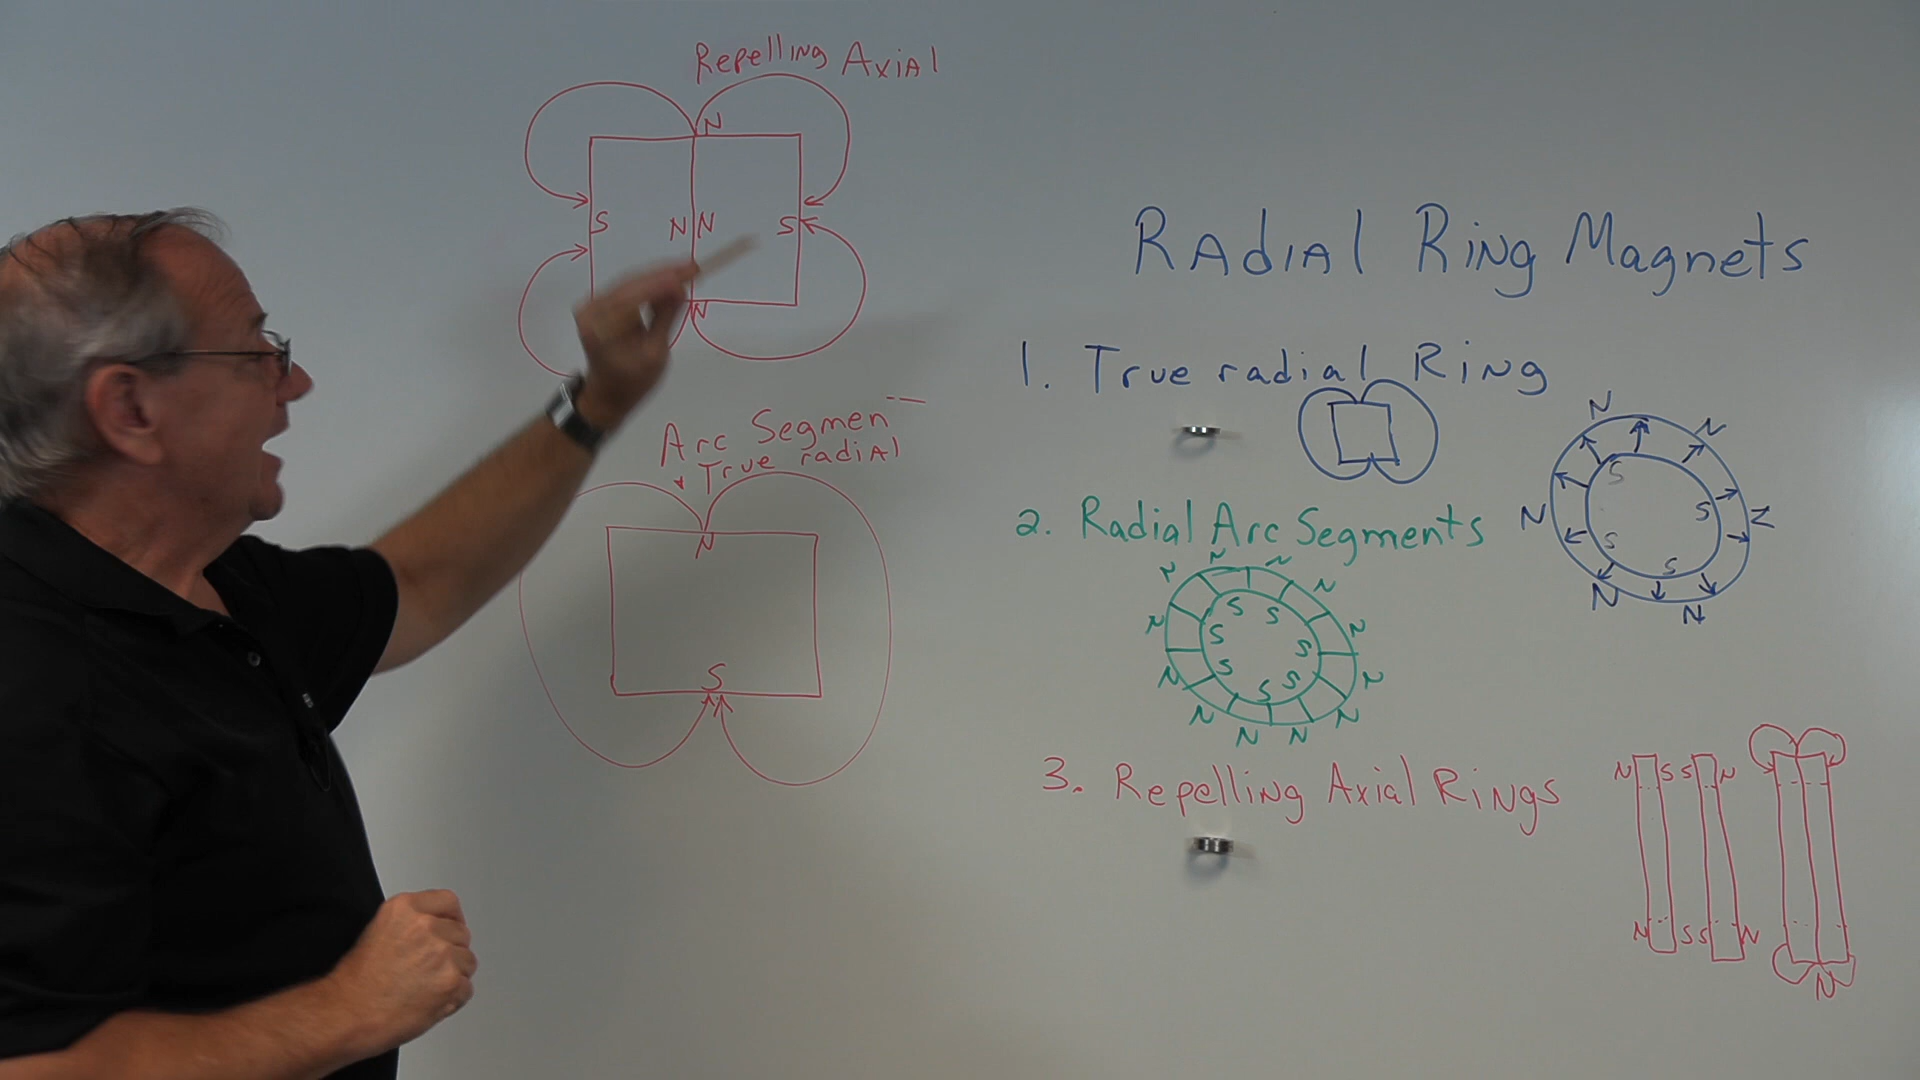 Repelling Axial
N
S N N S
N
Arc Segmen
True radial
N
S
Radial Ring Magnets
1. True radial Ring
N N
S
N S N
S
S
N N
2. Radial Arc Segments
N N N N
S S
N S S N
N S S S N
N N N N
3. Repelling Axial Rings
N S S N
N S S N
N